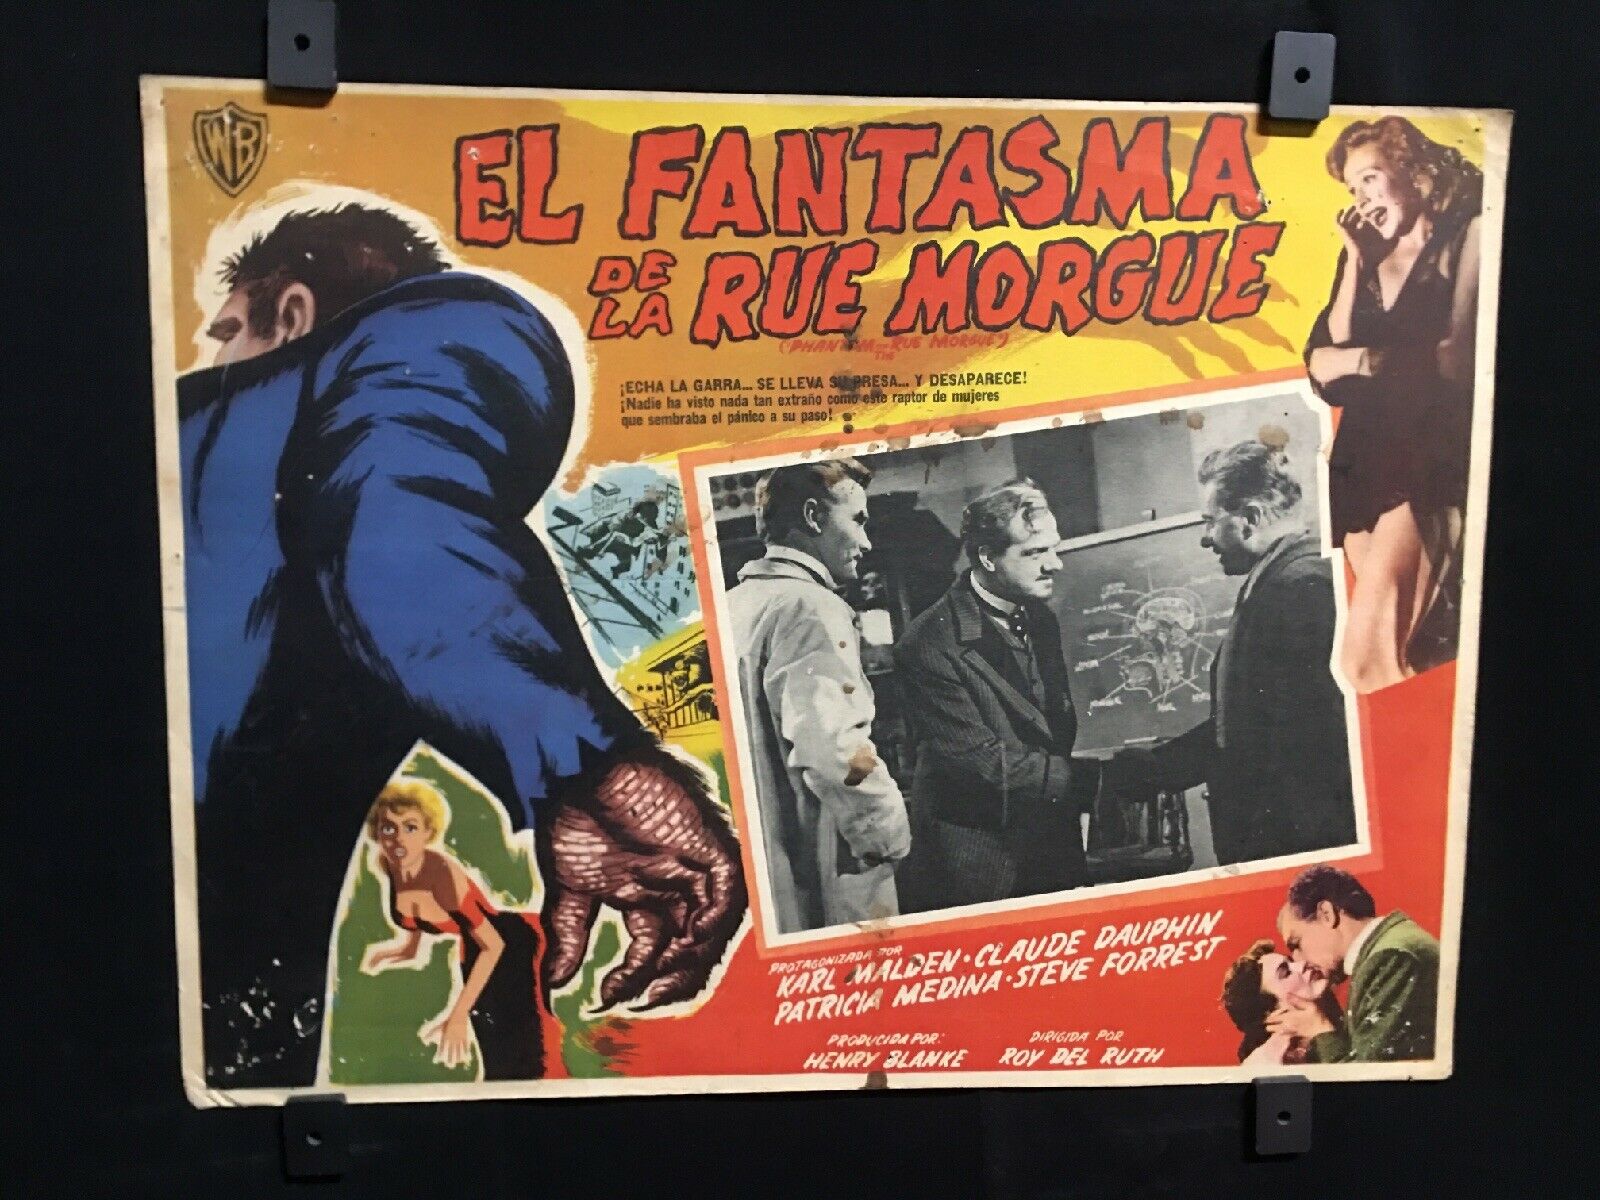 WB
EL FANTASMA
DE LA RUE MORGUE
("PHANTOM OF THE RUE MORGUE")
¡ECHA LA GARRA... SE LLEVA SU PRESA... Y DESAPARECE!
¡Nadie ha visto nada tan extraño como este raptor de mujeres
que sembraba el pánico a su paso!
PROTAGONIZADA POR
KARL MALDEN · CLAUDE DAUPHIN
PATRICIA MEDINA · STEVE FORREST
PRODUCIDA POR:
HENRY BLANKE
DIRIGIDA POR
ROY DEL RUTH